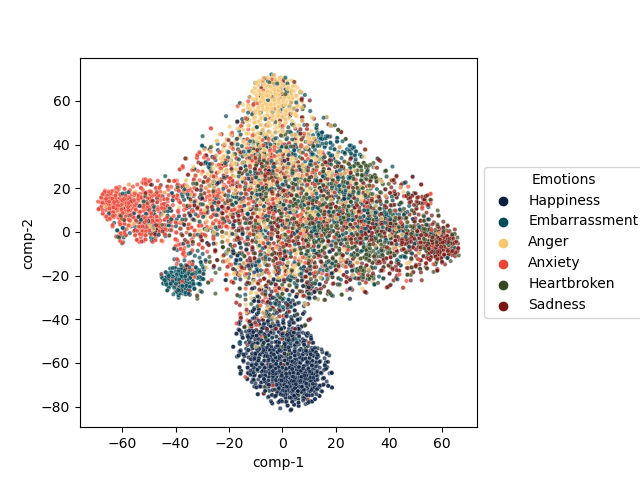 60
40
20
0
−20
−40
−60
−80
comp-2
−60
−40
−20
0
20
40
60
comp-1
Emotions
Happiness
Embarrassment
Anger
Anxiety
Heartbroken
Sadness